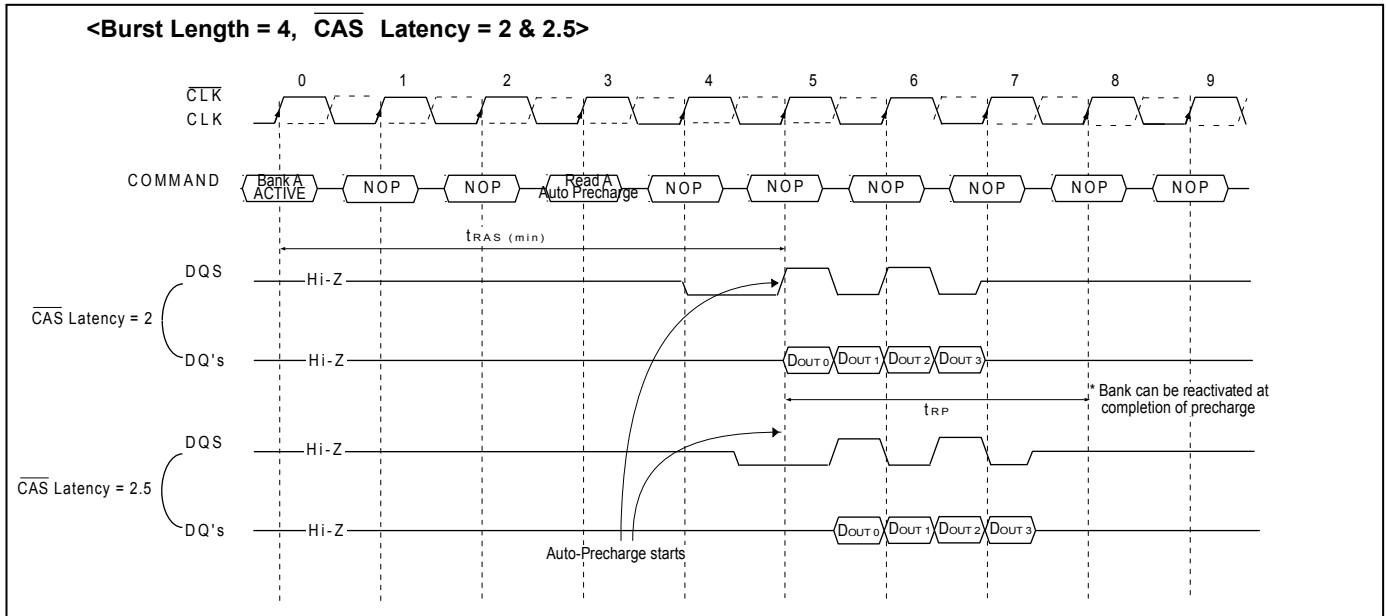 <Burst Length = 4, CAS Latency = 2 & 2.5>
0 1 2 3 4 5 6 7 8 9
CLK
CLK
COMMAND
Bank A ACTIVE
NOP
NOP
Read A Auto Precharge
NOP
NOP
NOP
NOP
NOP
NOP
tRAS (min)
DQS
Hi-Z
CAS Latency = 2
DQ's
Hi-Z
DOUT 0 DOUT 1 DOUT 2 DOUT 3
tRP
* Bank can be reactivated at
completion of precharge
DQS
Hi-Z
CAS Latency = 2.5
DQ's
Hi-Z
DOUT 0 DOUT 1 DOUT 2 DOUT 3
Auto-Precharge starts